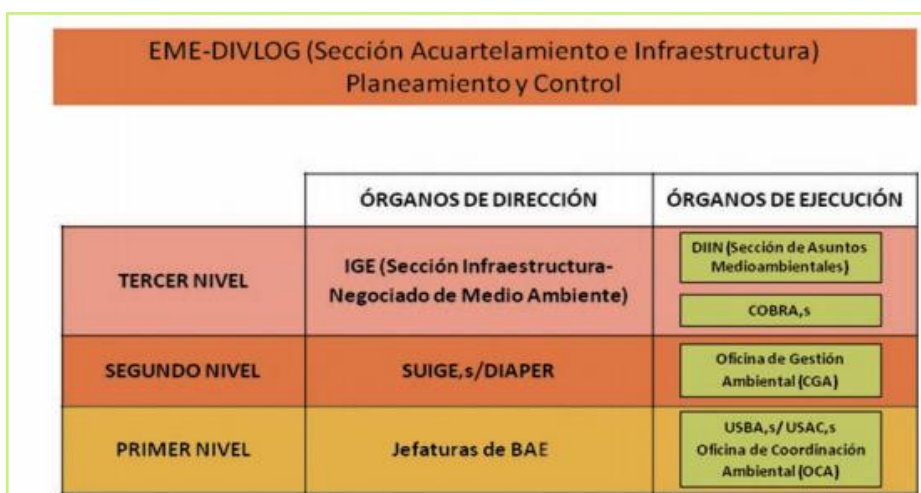 EME-DIVLOG (Sección Acuartelamiento e Infraestructura)
Planeamiento y Control
ÓRGANOS DE DIRECCIÓN
ÓRGANOS DE EJECUCIÓN
TERCER NIVEL
IGE (Sección Infraestructura-
Negociado de Medio Ambiente)
DIIN (Sección de Asuntos
Medioambientales)
COBRA,s
SEGUNDO NIVEL
SUIGE,s/DIAPER
Oficina de Gestión
Ambiental (CGA)
PRIMER NIVEL
Jefaturas de BAE
USBA,s/ USAC,s
Oficina de Coordinación
Ambiental (OCA)